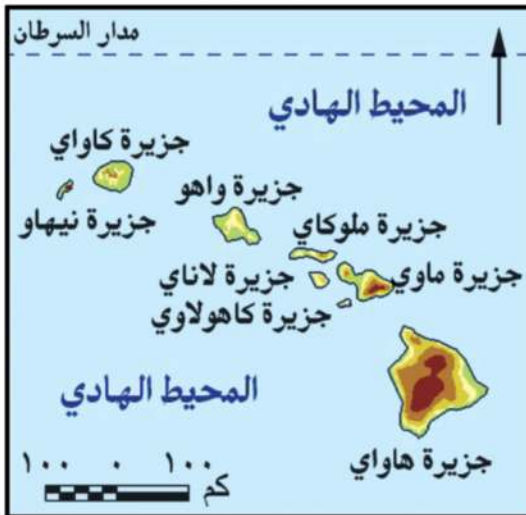 مدار السرطان
المحيط الهادي
جزيرة كاواي
جزيرة واهو
جزيرة نيهاو
جزيرة ملوكاي
جزيرة لاناي
جزيرة ماوي
جزيرة كاهولاوي
المحيط الهادي
جزيرة هاواي
١٠٠ ٠ ١٠٠
كم